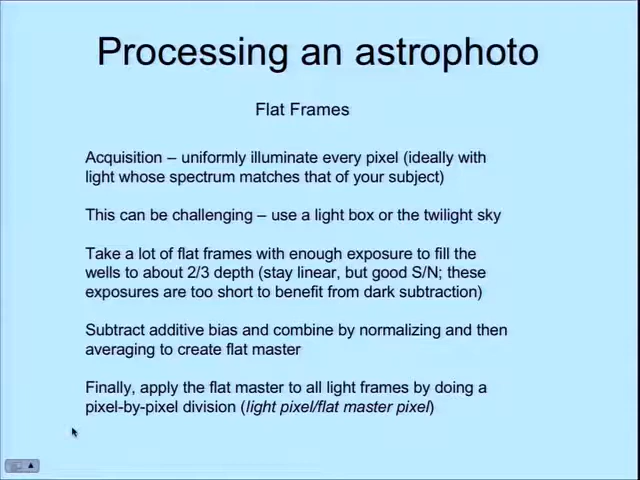 Processing an astrophoto
Flat Frames
Acquisition – uniformly illuminate every pixel (ideally with
light whose spectrum matches that of your subject)
This can be challenging – use a light box or the twilight sky
Take a lot of flat frames with enough exposure to fill the
wells to about 2/3 depth (stay linear, but good S/N; these
exposures are too short to benefit from dark subtraction)
Subtract additive bias and combine by normalizing and then
averaging to create flat master
Finally, apply the flat master to all light frames by doing a
pixel-by-pixel division (light pixel/flat master pixel)